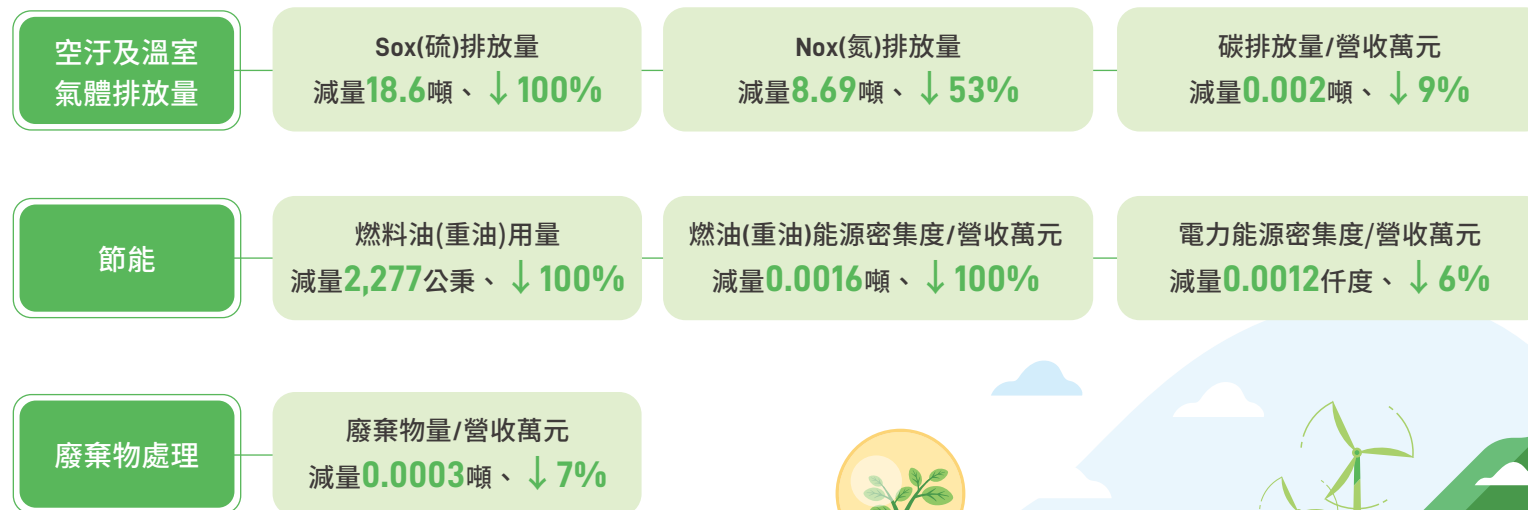 空汙及溫室
氣體排放量
Sox(硫)排放量
減量18.6噸、↓100%
Nox(氮)排放量
減量8.69噸、↓53%
碳排放量/營收萬元
減量0.002噸、↓9%
節能
燃料油(重油)用量
減量2,277公秉、↓100%
燃油(重油)能源密集度/營收萬元
減量0.0016噸、↓100%
電力能源密集度/營收萬元
減量0.0012仟度、↓6%
廢棄物處理
廢棄物量/營收萬元
減量0.0003噸、↓7%